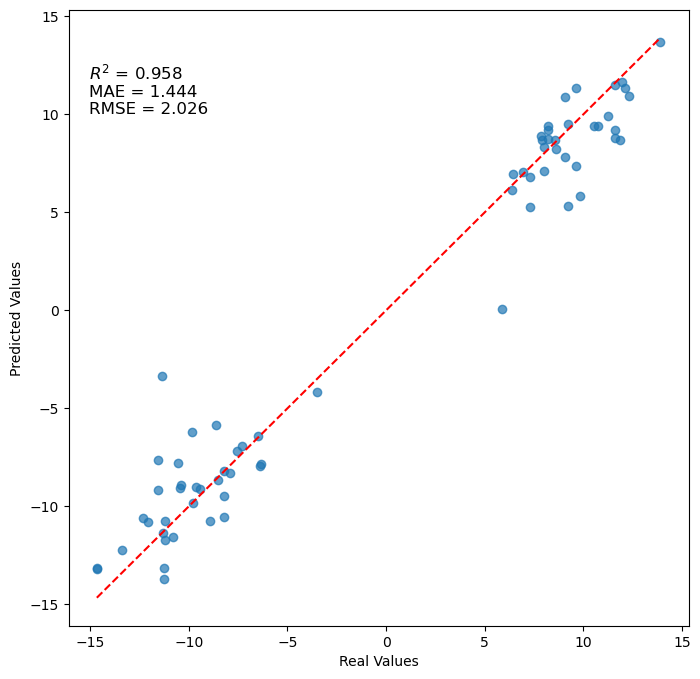 R² = 0.958
MAE = 1.444
RMSE = 2.026
15
10
5
0
−5
−10
−15
Predicted Values
−15 −10 −5 0 5 10 15
Real Values